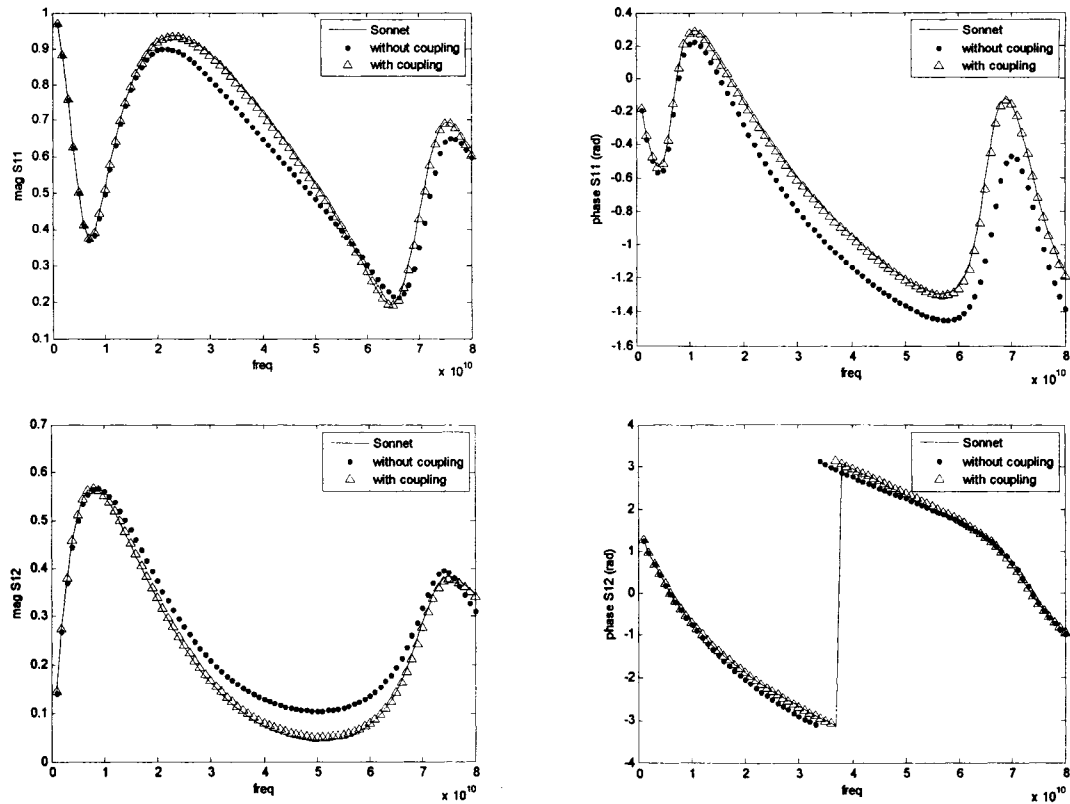 1
0.9
0.8
0.7
0.6
0.5
0.4
0.3
0.2
0.1
mag S11
0 1 2 3 4 5 6 7 8
freq
x 10^10
Sonnet
without coupling
with coupling
0.4
0.2
0
-0.2
-0.4
-0.6
-0.8
-1
-1.2
-1.4
-1.6
phase S11 (rad)
0 1 2 3 4 5 6 7 8
freq
x 10^10
Sonnet
without coupling
with coupling
0.7
0.6
0.5
0.4
0.3
0.2
0.1
0
mag S12
0 1 2 3 4 5 6 7 8
freq
x 10^10
Sonnet
without coupling
with coupling
4
3
2
1
0
-1
-2
-3
-4
phase S12 (rad)
0 1 2 3 4 5 6 7 8
freq
x 10^10
Sonnet
without coupling
with coupling